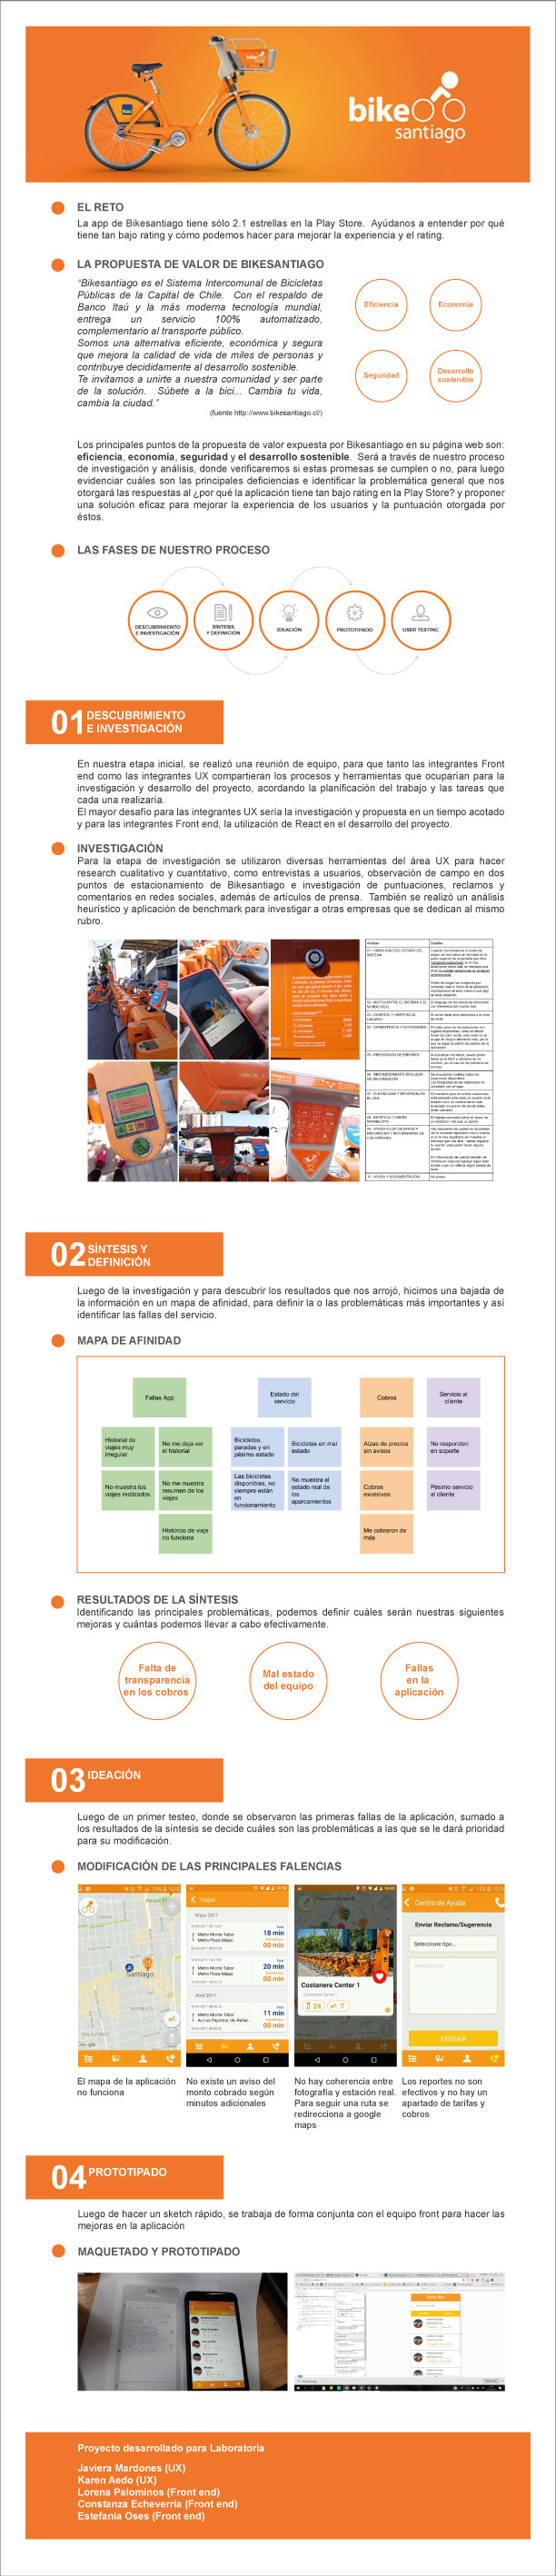 bike
santiago
EL RETO
La app de Bikesantiago tiene sólo 2.1 estrellas en la Play Store. Ayúdanos a entender por qué
tiene tan bajo rating y cómo podemos hacer para mejorar la experiencia y el rating.
LA PROPUESTA DE VALOR DE BIKESANTIAGO
"Bikesantiago es el Sistema Intercomunal de Bicicletas
Públicas de la Capital de Chile. Con el respaldo de
Banco Itaú y la más moderna tecnología mundial,
entrega un servicio 100% automatizado,
complementario al transporte público.
Somos una alternativa eficiente, económica y segura
que mejora la calidad de vida de miles de personas y
contribuye decididamente al desarrollo sostenible.
Te invitamos a unirte a nuestra comunidad y ser parte
de la solución. Súbete a la bici... Cambia tu vida,
cambia la ciudad."
(fuente http://www.bikesantiago.cl/)
Eficiencia
Economía
Seguridad
Desarrollo
sostenible
Los principales puntos de la propuesta de valor expuesta por Bikesantiago en su página web son:
eficiencia, economía, seguridad y el desarrollo sostenible. Será a través de nuestro proceso
de investigación y análisis, donde verificaremos si estas promesas se cumplen o no, para luego
evidenciar cuáles son las principales deficiencias e identificar la problemática general que nos
otorgará las respuestas al ¿por qué la aplicación tiene tan bajo rating en la Play Store? y proponer
una solución eficaz para mejorar la experiencia de los usuarios y la puntuación otorgada por
éstos.
LAS FASES DE NUESTRO PROCESO
DESCUBRIMIENTO
E INVESTIGACIÓN
SÍNTESIS
Y DEFINICIÓN
IDEACIÓN
PROTOTIPADO
USER TESTING
01 DESCUBRIMIENTO
E INVESTIGACIÓN
En nuestra etapa inicial, se realizó una reunión de equipo, para que tanto las integrantes Front
end como las integrantes UX compartieran los procesos y herramientas que ocuparían para la
investigación y desarrollo del proyecto, acordando la planificación del trabajo y las tareas que
cada una realizaría.
El mayor desafío para las integrantes UX sería la investigación y propuesta en un tiempo acotado
y para las integrantes Front end, la utilización de React en el desarrollo del proyecto.
INVESTIGACIÓN
Para la etapa de investigación se utilizaron diversas herramientas del área UX para hacer
research cualitativo y cuantitativo, como entrevistas a usuarios, observación de campo en dos
puntos de estacionamiento de Bikesantiago e investigación de puntuaciones, reclamos y
comentarios en redes sociales, además de artículos de prensa. También se realizó un análisis
heurístico y aplicación de benchmark para investigar a otras empresas que se dedican al mismo
rubro.
02 SÍNTESIS Y
DEFINICIÓN
Luego de la investigación y para descubrir los resultados que nos arrojó, hicimos una bajada de
la información en un mapa de afinidad, para definir la o las problemáticas más importantes y así
identificar las fallas del servicio.
MAPA DE AFINIDAD
Fallas App
Estado del
servicio
Cobros
Servicio al
cliente
Historial de
viajes muy
irregular.
No me deja ver
el historial
Bicicletas,
paradas y en
pésimo estado
Bicicletas en mal
estado
Alzas de precios
sin avisos
No responden
en soporte
No muestra los
viajes realizados
No me muestra
resumen de los
viajes
Las bicicletas
disponibles, no
siempre están
en
funcionamiento
No muestra el
estado real de
los
aparcamientos
Cobros
excesivos
Pésimo servicio
al cliente
Histórico de viaje
no funciona
Me cobraron de
más
RESULTADOS DE LA SÍNTESIS
Identificando las principales problemáticas, podemos definir cuáles serán nuestras siguientes
mejoras y cuántas podemos llevar a cabo efectivamente.
Falta de
transparencia
en los cobros
Mal estado
del equipo
Fallas
en la
aplicación
03 IDEACIÓN
Luego de un primer testeo, donde se observaron las primeras fallas de la aplicación, sumado a
los resultados de la síntesis se decide cuáles son las problemáticas a las que se le dará prioridad
para su modificación.
MODIFICACIÓN DE LAS PRINCIPALES FALENCIAS
Santiago
Viajes
Mayo 2017
18 min
00 min
20 min
00 min
Abril 2017
11 min
00 min
Costanera Center 1
24
7
Centro de Ayuda
Enviar Reclamo/Sugerencia
Seleccione tipo...
Descripción
ENVIAR
El mapa de la aplicación
no funciona
No existe un aviso del
monto cobrado según
minutos adicionales
No hay coherencia entre
fotografía y estación real.
Para seguir una ruta se
redirecciona a google
maps
Los reportes no son
efectivos y no hay un
apartado de tarifas y
cobros
04 PROTOTIPADO
Luego de hacer un sketch rápido, se trabaja de forma conjunta con el equipo front para hacer las
mejoras en la aplicación
MAQUETADO Y PROTOTIPADO
Proyecto desarrollado para Laboratoria
Javiera Mardones (UX)
Karen Aedo (UX)
Lorena Palominos (Front end)
Constanza Echeverría (Front end)
Estefanía Oses (Front end)